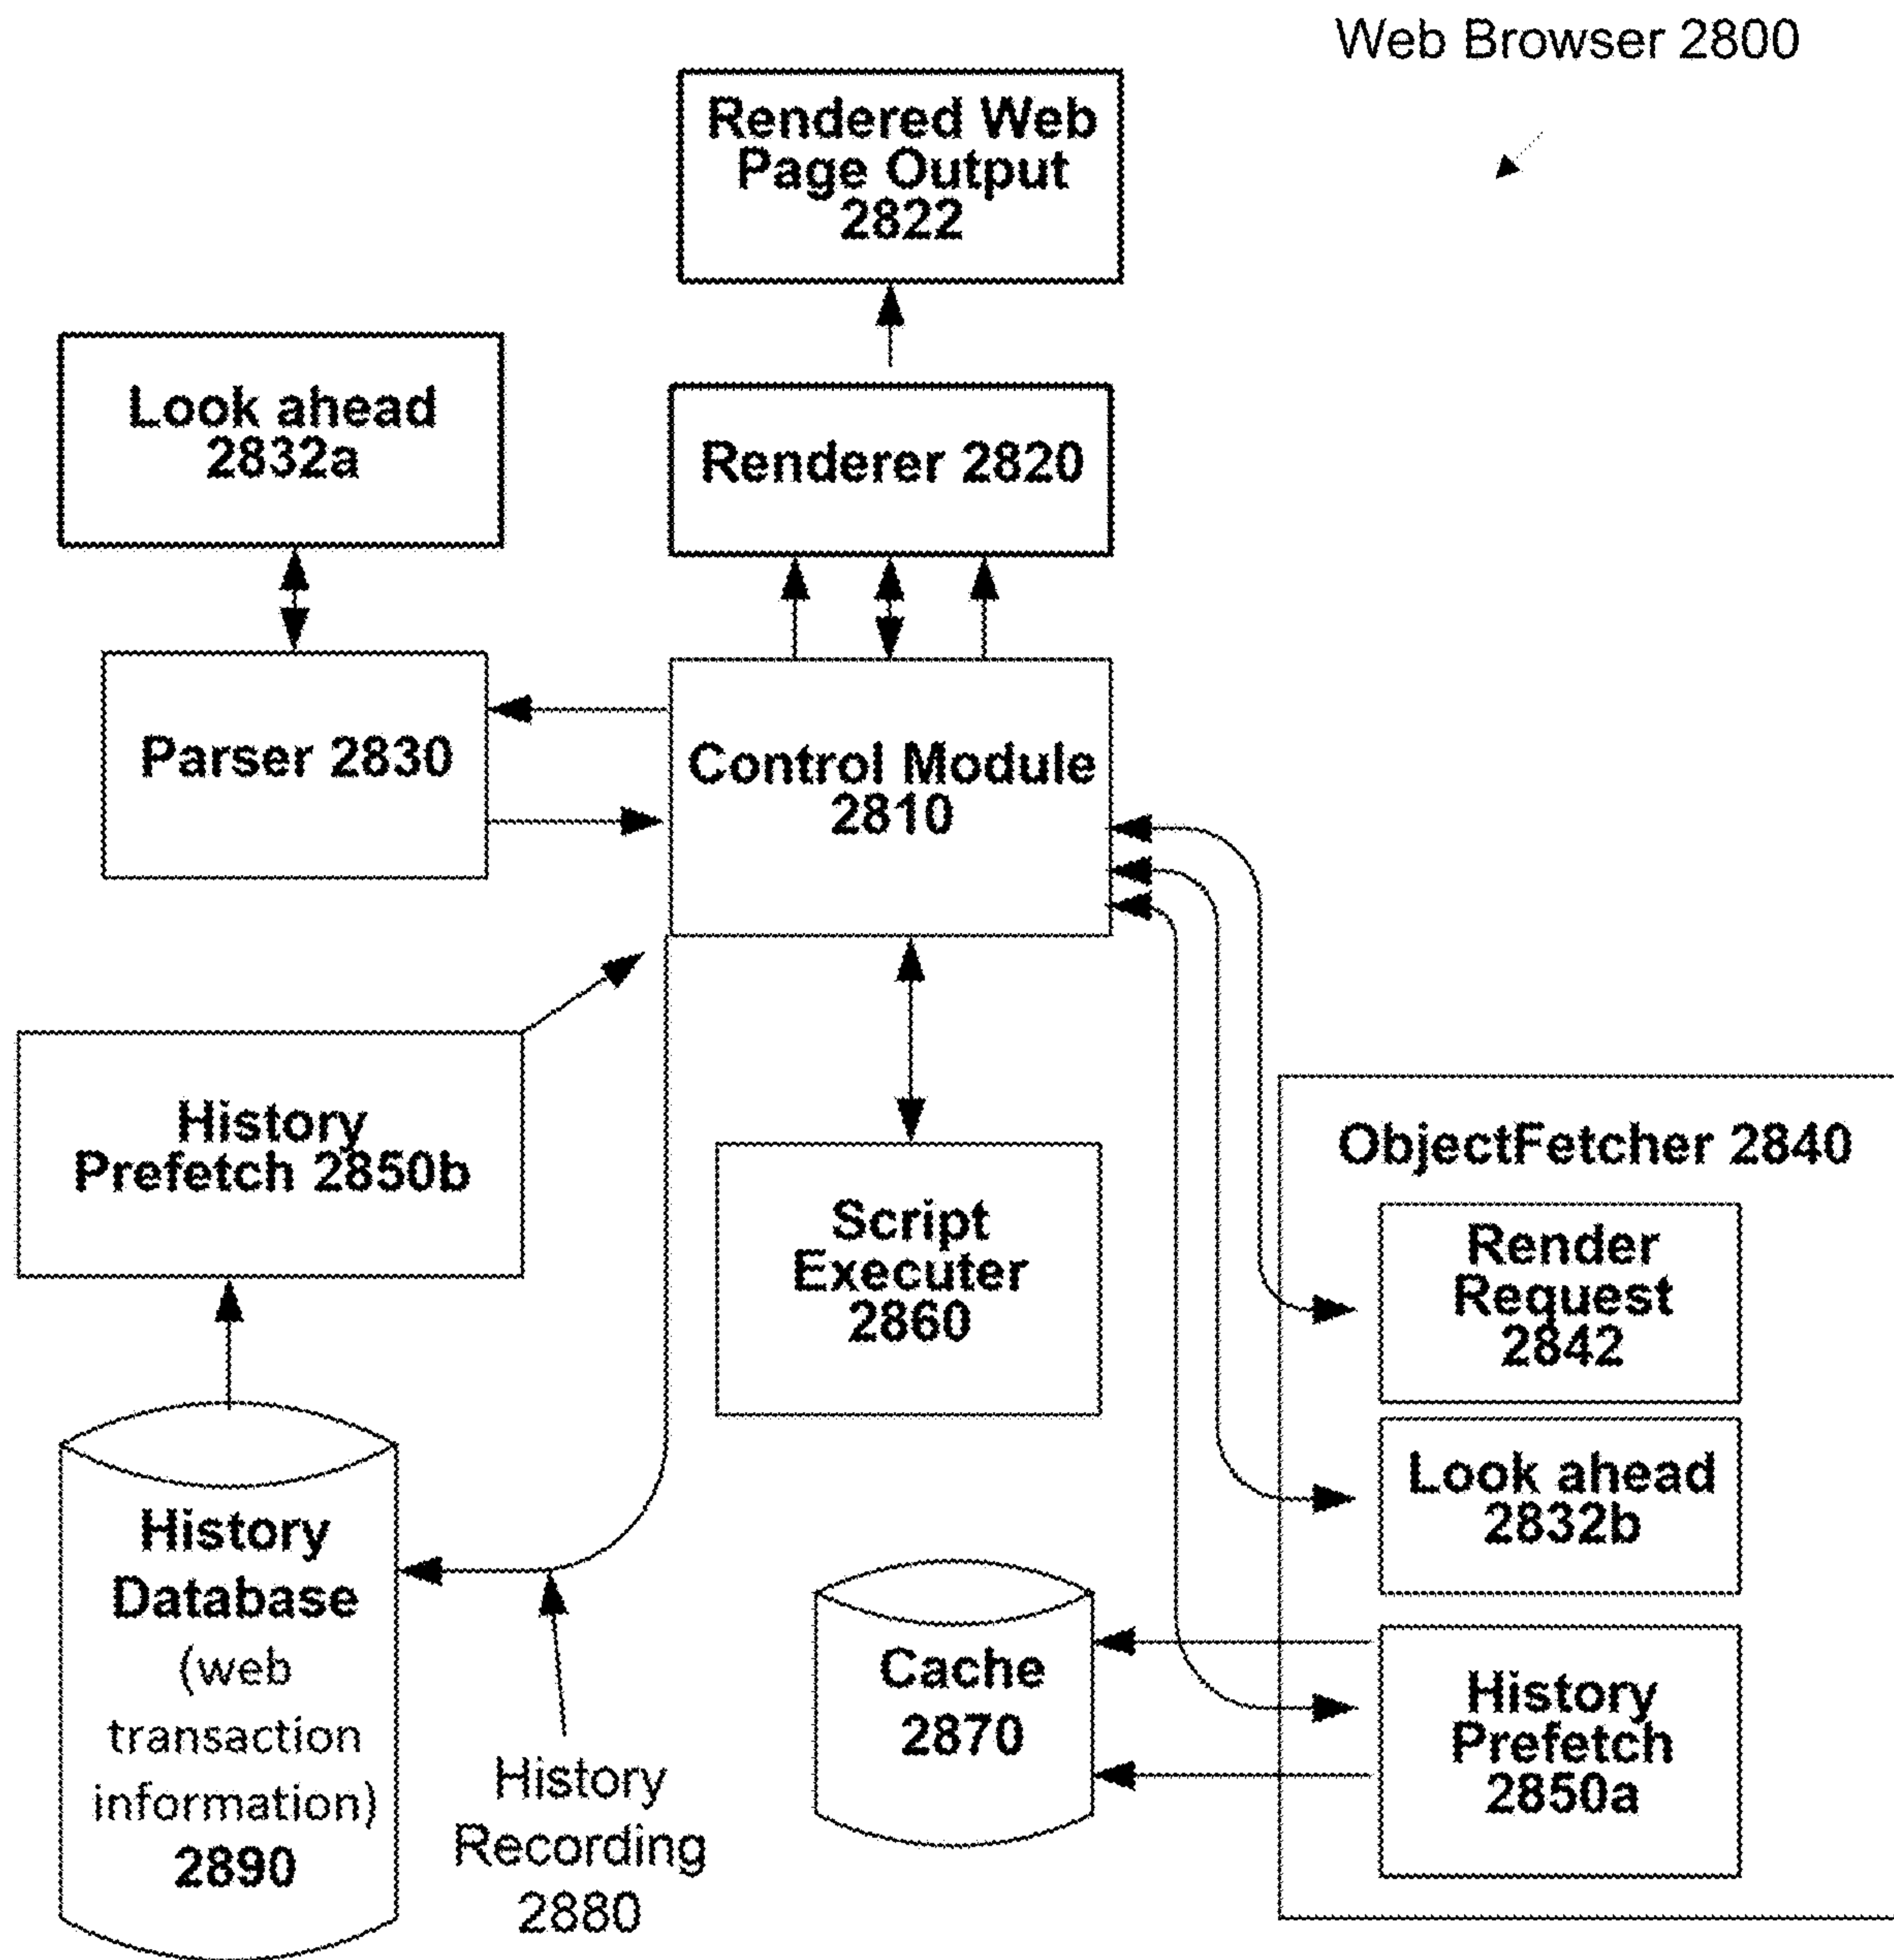 Web Browser 2800
Rendered Web
Page Output
2822
Look ahead
2832a
Renderer 2820
Parser 2830
Control Module
2810
History
Prefetch 2850b
Script
Executer
2860
ObjectFetcher 2840
Render
Request
2842
Look ahead
2832b
History
Prefetch
2850a
History
Database
(web
transaction
information)
2890
History
Recording
2880
Cache
2870